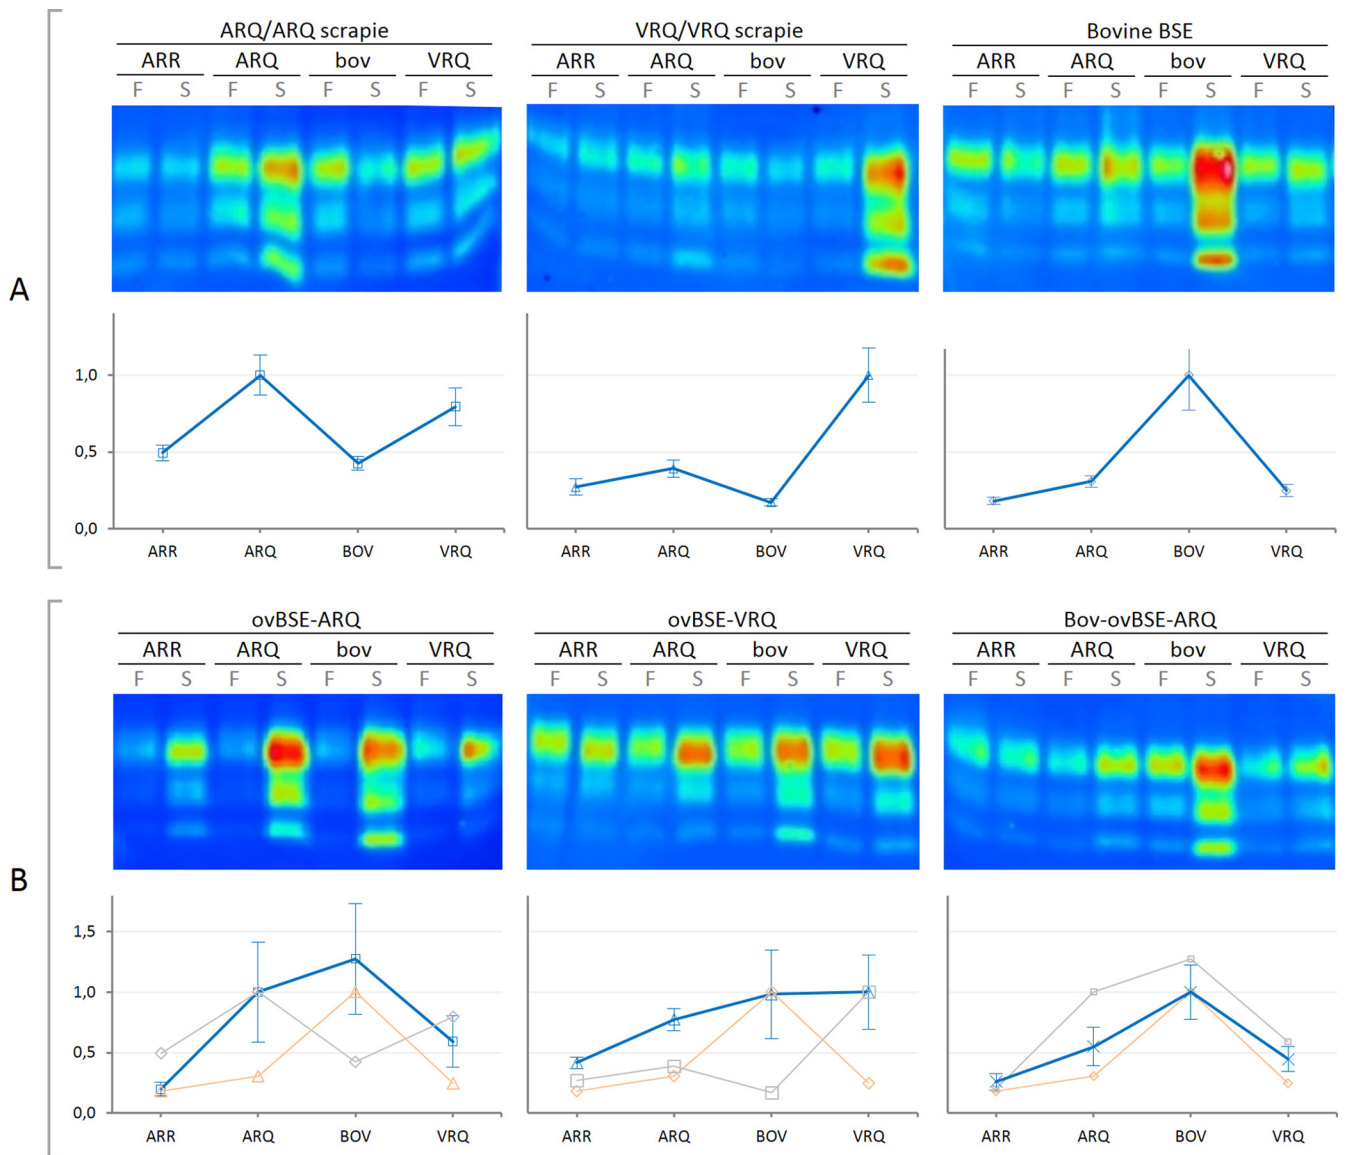 A
ARQ/ARQ scrapie VRQ/VRQ scrapie Bovine BSE
ARR ARQ bov VRQ ARR ARQ bov VRQ ARR ARQ bov VRQ
F S F S F S F S F S F S F S F S F S F S F S F S
1,0
0,5
0,0
ARR ARQ BOV VRQ ARR ARQ BOV VRQ ARR ARQ BOV VRQ
B
ovBSE-ARQ ovBSE-VRQ Bov-ovBSE-ARQ
ARR ARQ bov VRQ ARR ARQ bov VRQ ARR ARQ bov VRQ
F S F S F S F S F S F S F S F S F S F S F S F S
1,5
1,0
0,5
0,0
ARR ARQ BOV VRQ ARR ARQ BOV VRQ ARR ARQ BOV VRQ